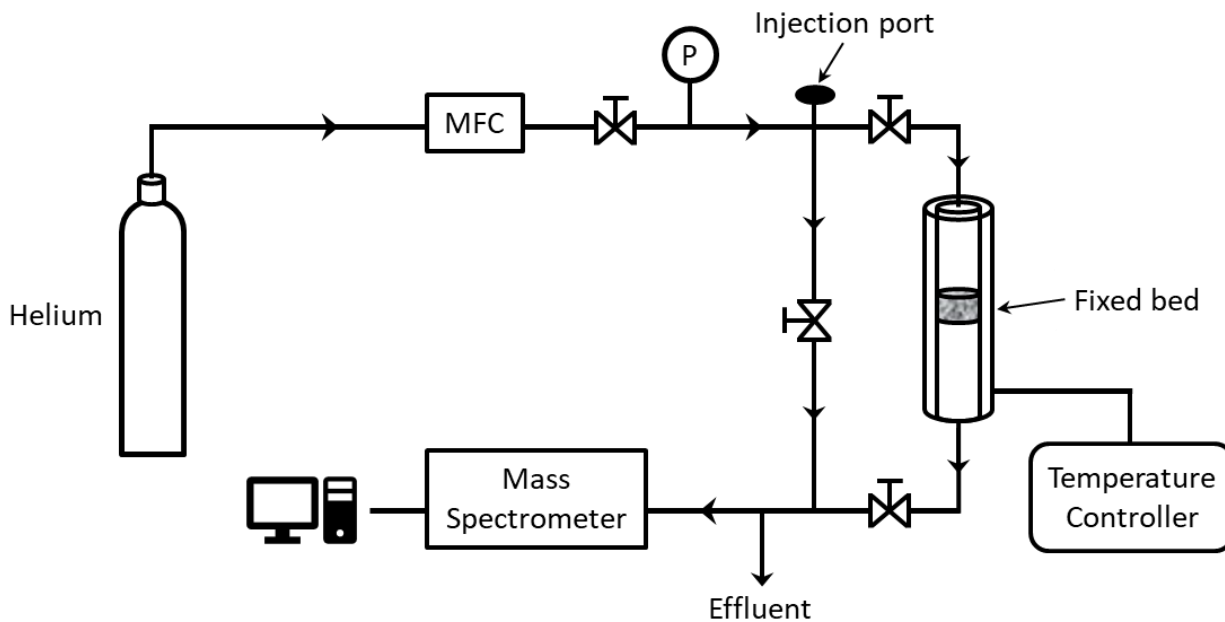 Injection port
P
MFC
Helium
Fixed bed
Mass
Spectrometer
Temperature
Controller
Effluent